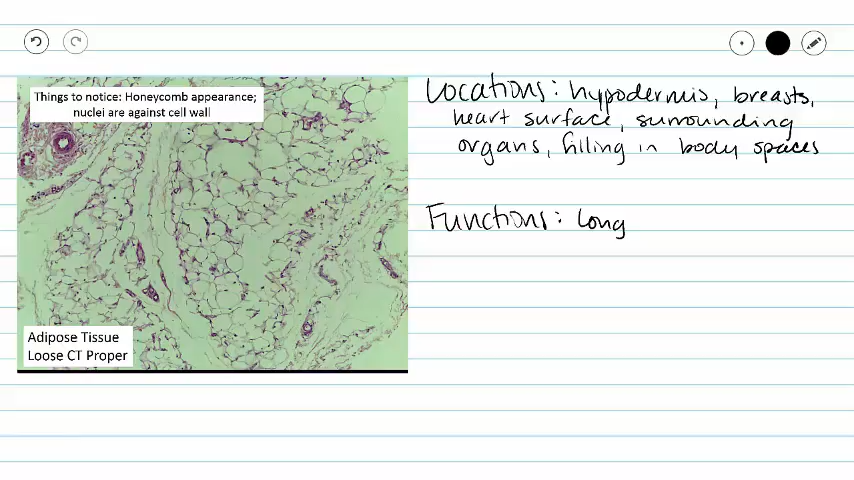 Things to notice: Honeycomb appearance;
nuclei are against cell wall
Adipose Tissue
Loose CT Proper
Locations: hypodermis, breasts,
heart surface, surrounding
organs, filling in body spaces
Functions: Long